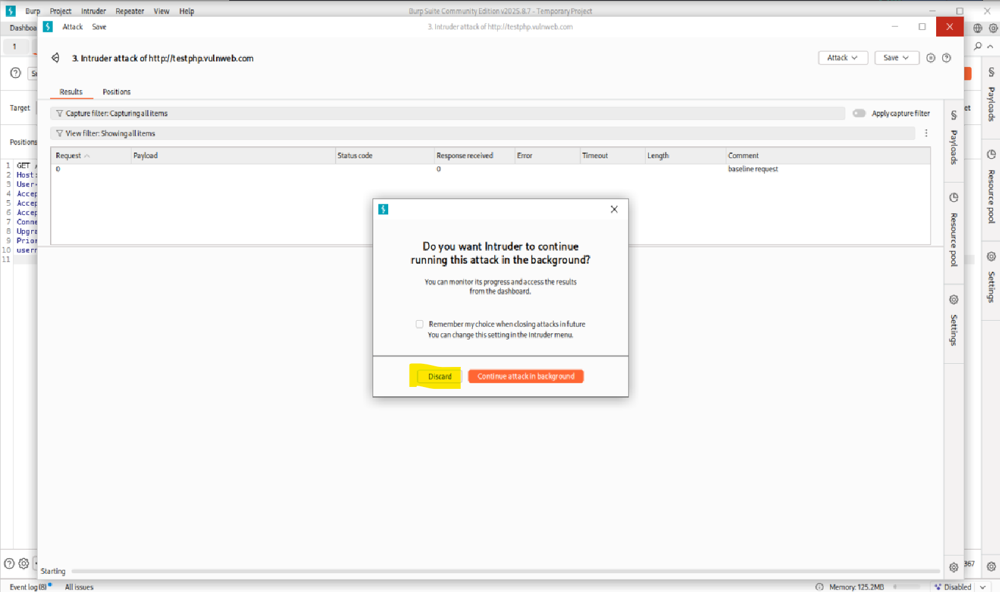 Burp Project Intruder Repeater View Help
Burp Suite Community Edition v2025.8.7 - Temporary Project
Attack Save
3. Intruder attack of http://testphp.vulnweb.com
1
3. Intruder attack of http://testphp.vulnweb.com
Attack
Save
Results Positions
Target
Capture filter: Capturing all items
Apply capture filter
View filter: Showing all items
Positions
Request Payload Status code Response received Error Timeout Length Comment
0 0 baseline request
1 GET
2 Host:
3 User-
4 Accep
5 Accep
6 Accep
7 Conne
8 Upgra
9 Prior
10 usern
11
Do you want Intruder to continue
running this attack in the background?
You can monitor its progress and access the results
from the dashboard.
Remember my choice when closing attacks in future
You can change this setting in the Intruder menu.
Discard
Continue attack in background
Payloads
Resource pool
Settings
Payloads
Resource pool
Settings
Starting
367
Event log (8) All issues
Memory: 125.2MB
Disabled